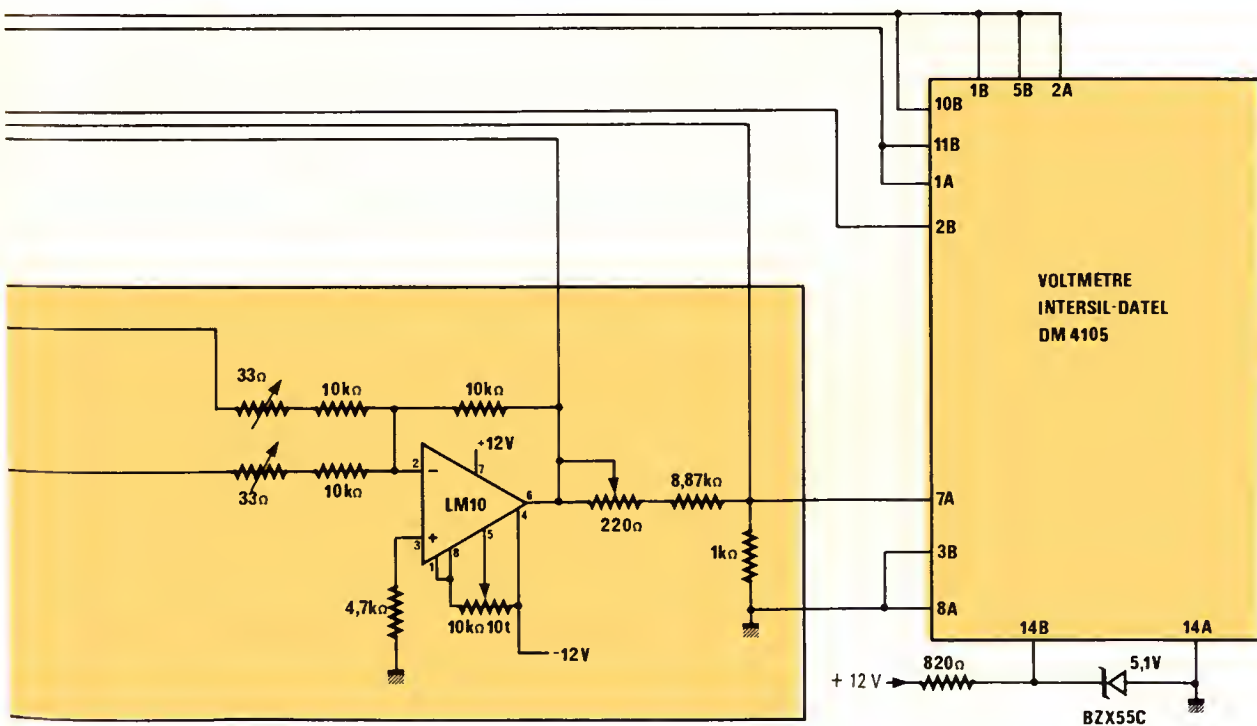 1B 5B 2A
10B
11B
1A
2B
VOLTMÈTRE
INTERSIL-DATEL
DM 4105
33Ω 10kΩ 10kΩ
+12V
2 7
33Ω 10kΩ
8,87kΩ
LM10 6
4
220Ω
7A
3 5
1 8
1kΩ
3B
4,7kΩ
10kΩ 10t
8A
-12V
14B 14A
820Ω 5,1V
+ 12 V
BZX55C